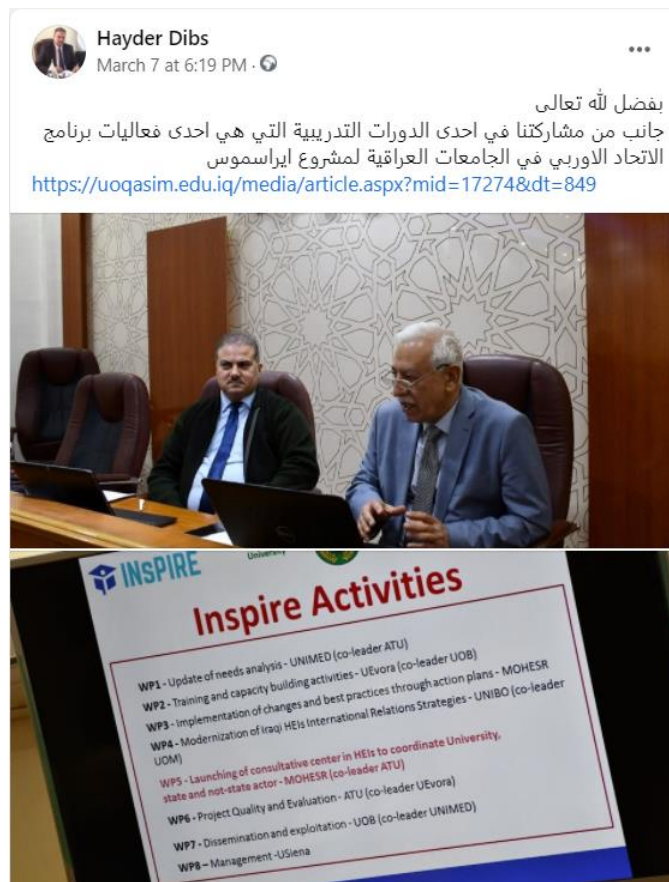 Hayder Dibs
March 7 at 6:19 PM ·
بفضل لله تعالى
جانب من مشاركتنا في احدى الدورات التدريبية التي هي احدى فعاليات برنامج
الاتحاد الاوربي في الجامعات العراقية لمشروع ايراسموس
https://uoqasim.edu.iq/media/article.aspx?mid=17274&dt=849
INSPIRE
University
Inspire Activities
WP1 - Update of needs analysis - UNIMED (co-leader ATU)
WP2 - Training and capacity building activities - UEvora (co-leader UOB)
WP3 - Implementation of changes and best practices through action plans - MOHESR
WP4 - Modernization of Iraqi HEIs International Relations Strategies - UNIBO (co-leader
UOM)
WP5 - Launching of consultative center in HEIs to coordinate University,
state and not-state actor - MOHESR (co-leader ATU)
WP6 - Project Quality and Evaluation - ATU (co-leader UEvora)
WP7 - Dissemination and exploitation - UOB (co-leader UNIMED)
WP8 – Management -USiena